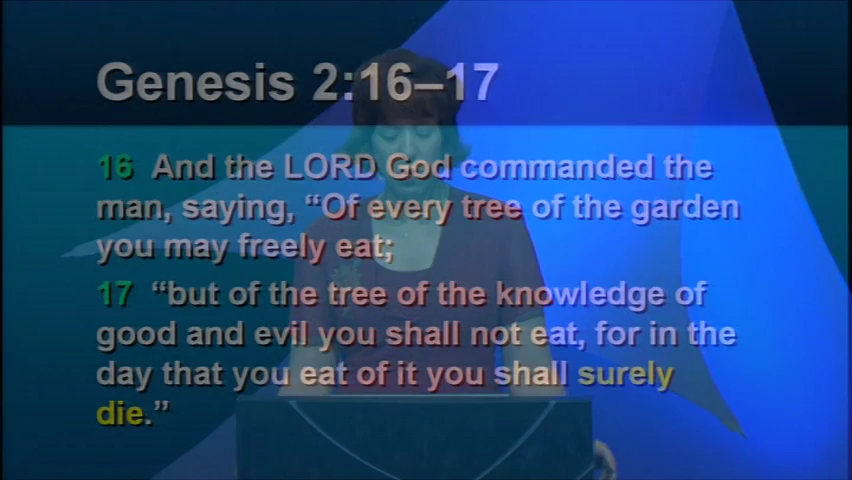 Genesis 2:16–17
16 And the LORD God commanded the
man, saying, “Of every tree of the garden
you may freely eat;
17 “but of the tree of the knowledge of
good and evil you shall not eat, for in the
day that you eat of it you shall surely
die.”